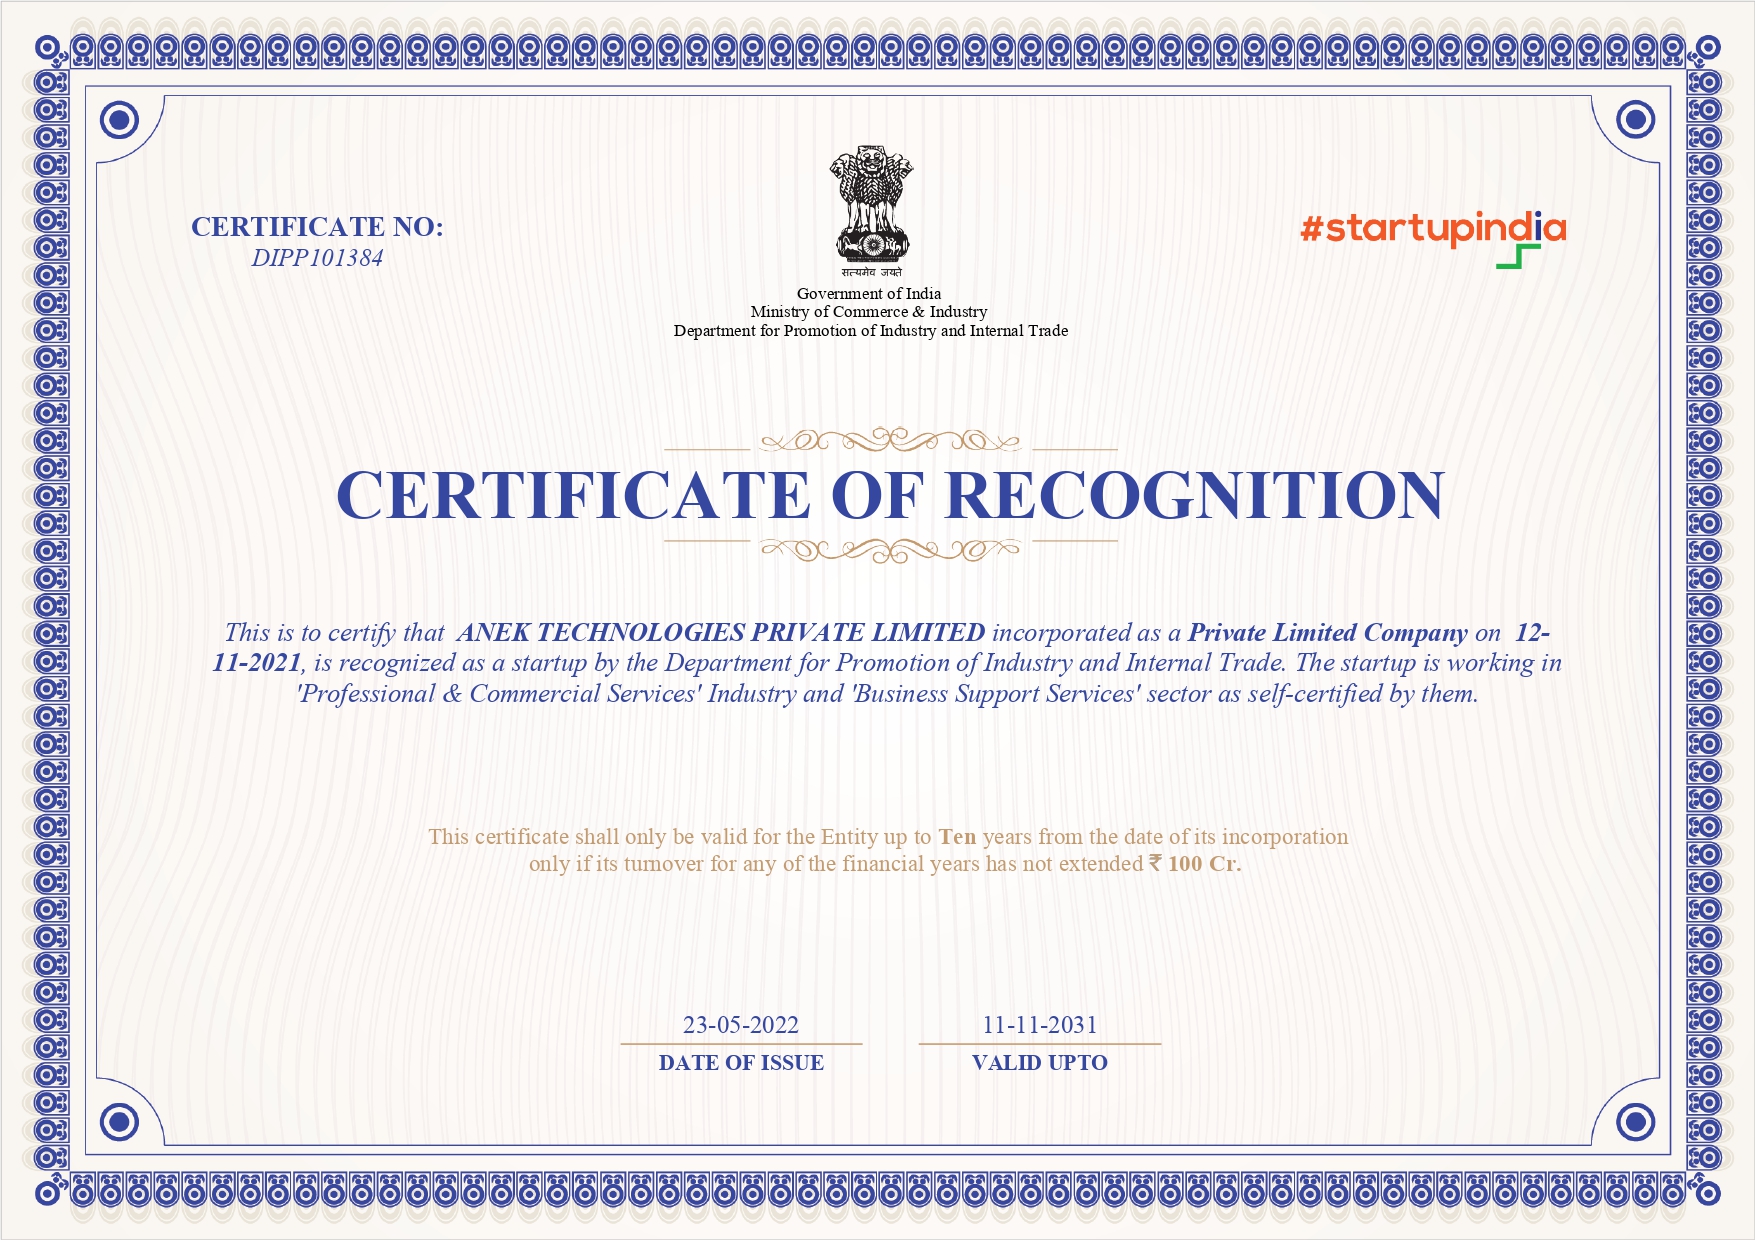 CERTIFICATE NO:
DIPP101384
सत्यमेव जयते
#startupindia
Government of India
Ministry of Commerce & Industry
Department for Promotion of Industry and Internal Trade
CERTIFICATE OF RECOGNITION
This is to certify that ANEK TECHNOLOGIES PRIVATE LIMITED incorporated as a Private Limited Company on 12-
11-2021, is recognized as a startup by the Department for Promotion of Industry and Internal Trade. The startup is working in
'Professional & Commercial Services' Industry and 'Business Support Services' sector as self-certified by them.
This certificate shall only be valid for the Entity up to Ten years from the date of its incorporation
only if its turnover for any of the financial years has not extended ₹ 100 Cr.
23-05-2022
DATE OF ISSUE
11-11-2031
VALID UPTO